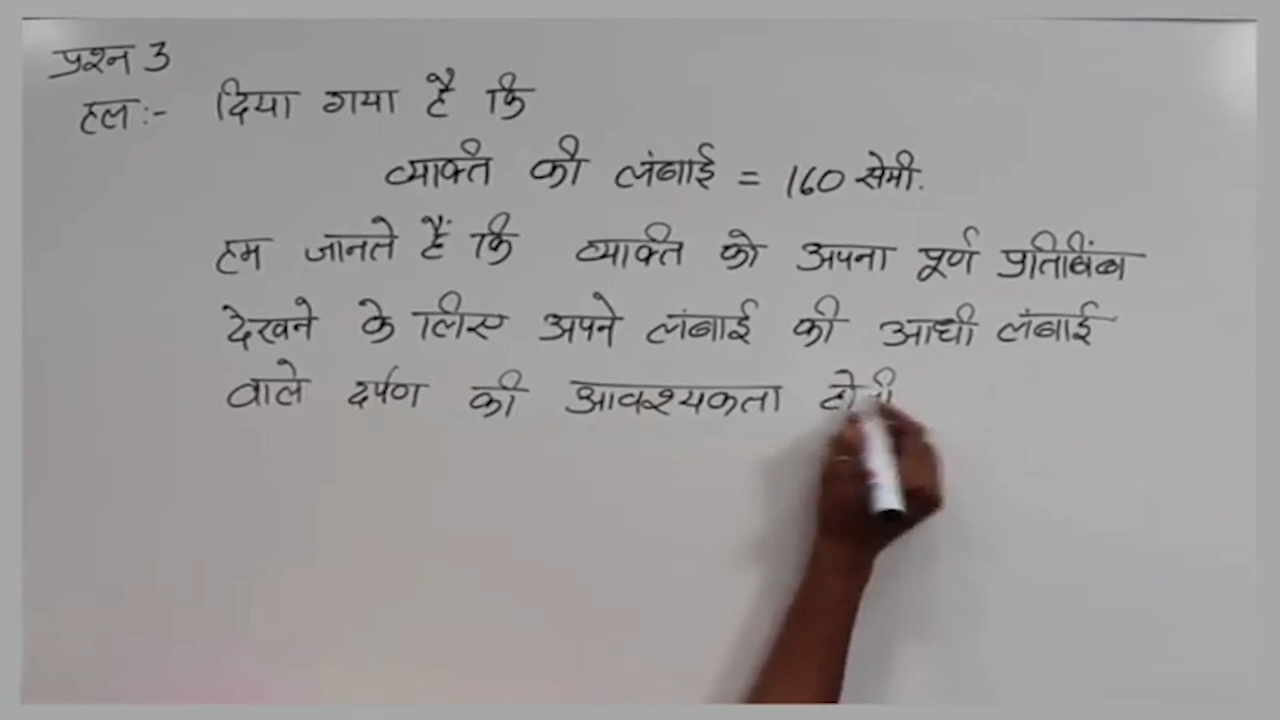 प्रश्न 3
हल:- दिया गया है कि
व्यक्ति की लंबाई = 160 सेमी.
हम जानते हैं कि व्यक्ति को अपना पूर्ण प्रतिबिंब
देखने के लिए अपने लंबाई की आधी लंबाई
वाले दर्पण की आवश्यकता